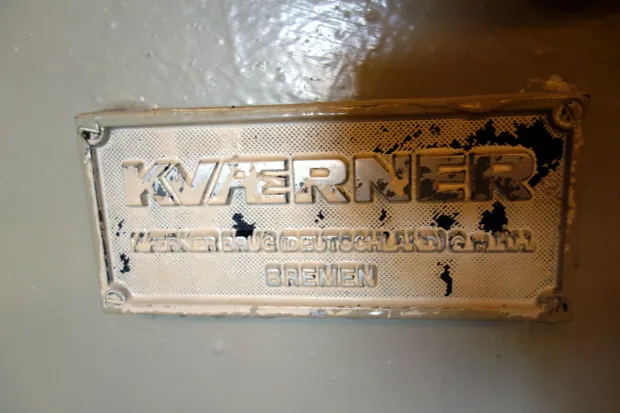 KVÆRNER
KVÆRNER BRUG (DEUTSCHLAND) G.M.B.H.
BREMEN